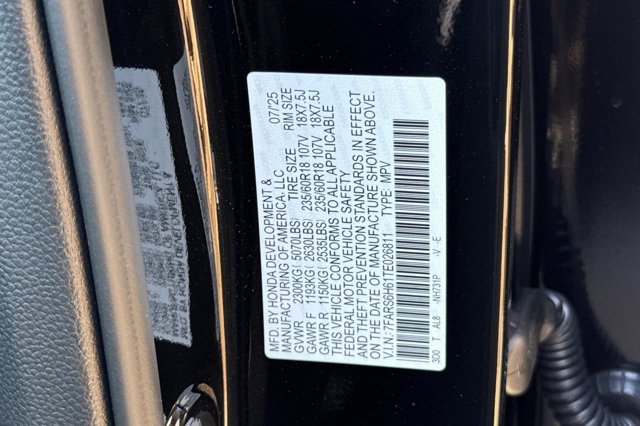 MFD. BY HONDA DEVELOPMENT &
MANUFACTURING OF AMERICA, LLC 07/'25
GVWR 2300KG( 5070LBS) TIRE SIZE RIM SIZE
GAWR F 1193KG( 2630LBS) 235/60R18 107V 18X7.5J
GAWR R 1150KG( 2535LBS) 235/60R18 107V 18X7.5J
THIS VEHICLE CONFORMS TO ALL APPLICABLE
FEDERAL MOTOR VEHICLE SAFETY
AND THEFT PREVENTION STANDARDS IN EFFECT
ON THE DATE OF MANUFACTURE SHOWN ABOVE.
V.I.N.:7FARS6H61TE026811 TYPE: MPV
300 T AL8 -NH731P -V -E